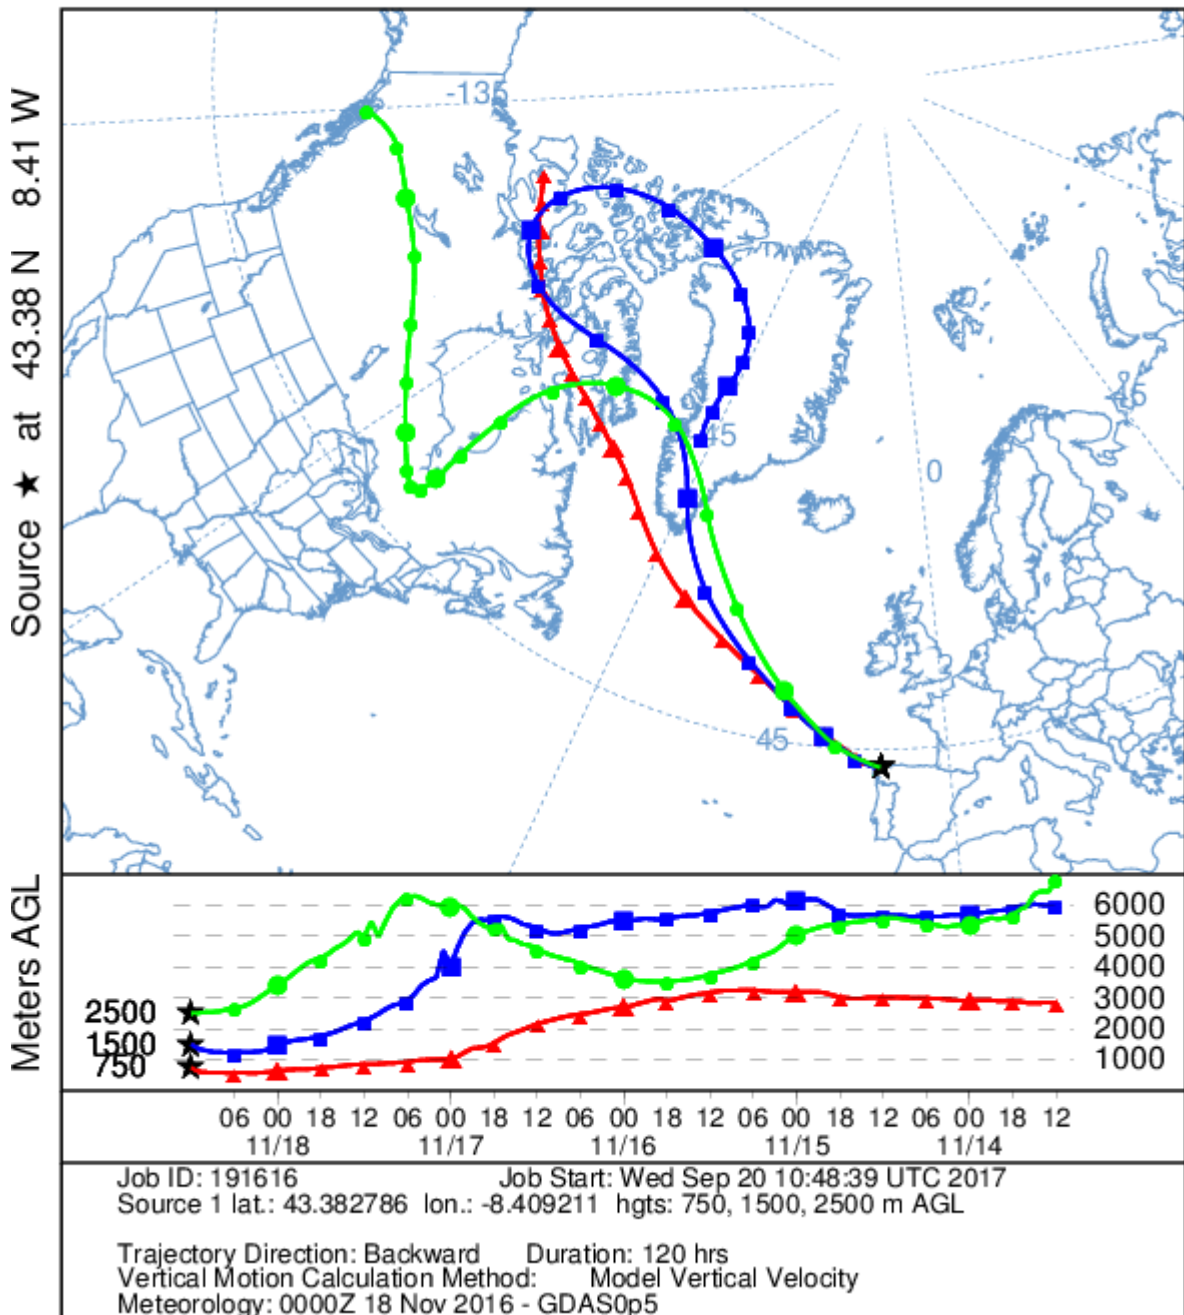 Source ★ at 43.38 N 8.41 W
-135
45
45
0
45
Meters AGL
2500
1500
750
6000
5000
4000
3000
2000
1000
06 00 18 12 06 00 18 12 06 00 18 12 06 00 18 12 06 00 18 12
11/18 11/17 11/16 11/15 11/14
Job ID: 191616 Job Start: Wed Sep 20 10:48:39 UTC 2017
Source 1 lat.: 43.382786 lon.: -8.409211 hgts: 750, 1500, 2500 m AGL
Trajectory Direction: Backward Duration: 120 hrs
Vertical Motion Calculation Method: Model Vertical Velocity
Meteorology: 0000Z 18 Nov 2016 - GDAS0p5